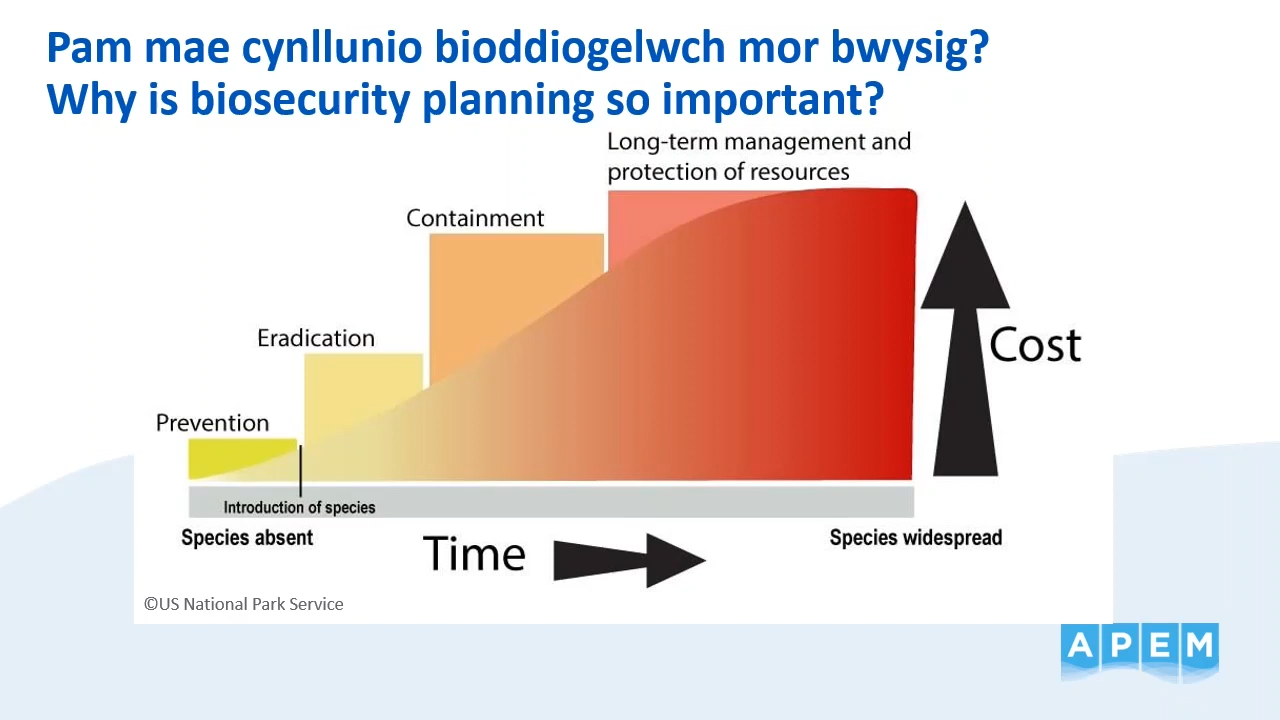 Pam mae cynllunio bioddiogelwch mor bwysig?
Why is biosecurity planning so important?
Long-term management and
protection of resources
Containment
Eradication
Prevention
Cost
Introduction of species
Species absent
Species widespread
Time
©US National Park Service
APEM